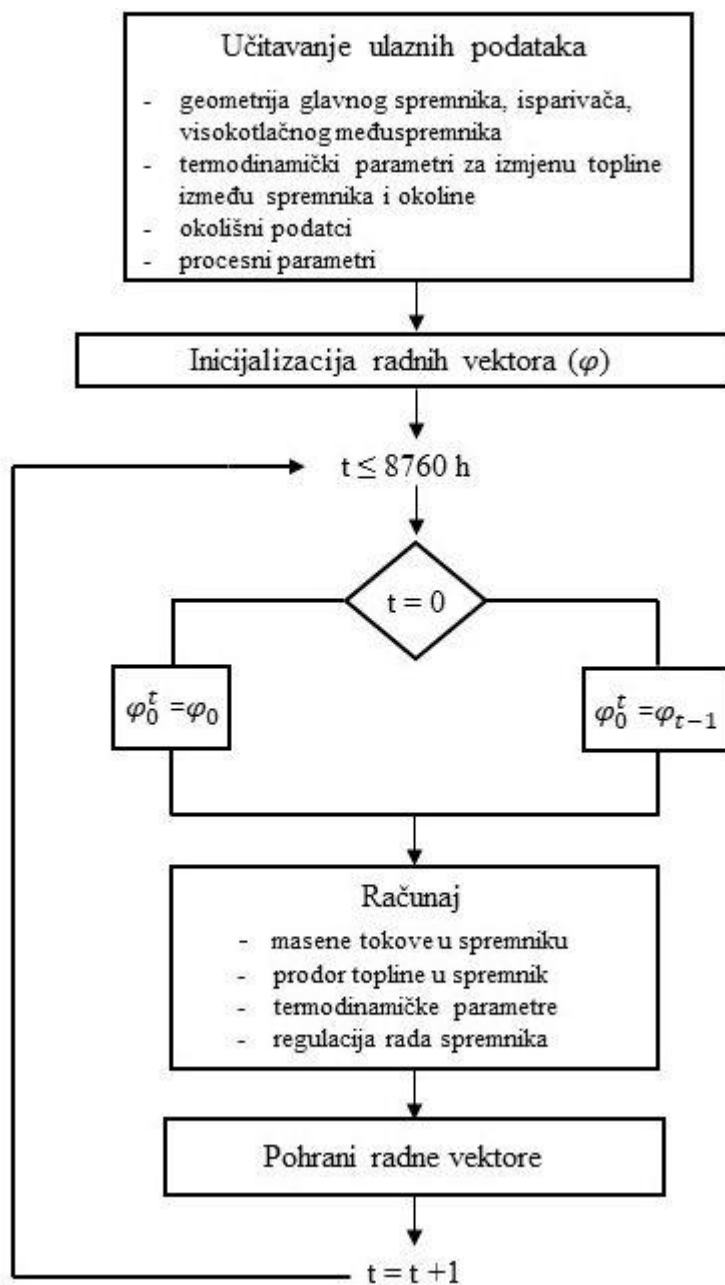 Učitavanje ulaznih podataka
- geometrija glavnog spremnika, isparivača,
visokotlačnog međuspremnika
- termodinamički parametri za izmjenu topline
između spremnika i okoline
- okolišni podatci
- procesni parametri
Inicijalizacija radnih vektora (φ)
t ≤ 8760 h
t = 0
φ₀ᵗ =φ₀
φ₀ᵗ =φₜ₋₁
Računaj
- masene tokove u spremniku
- prodor topline u spremnik
- termodinamičke parametre
- regulacija rada spremnika
Pohrani radne vektore
t = t +1